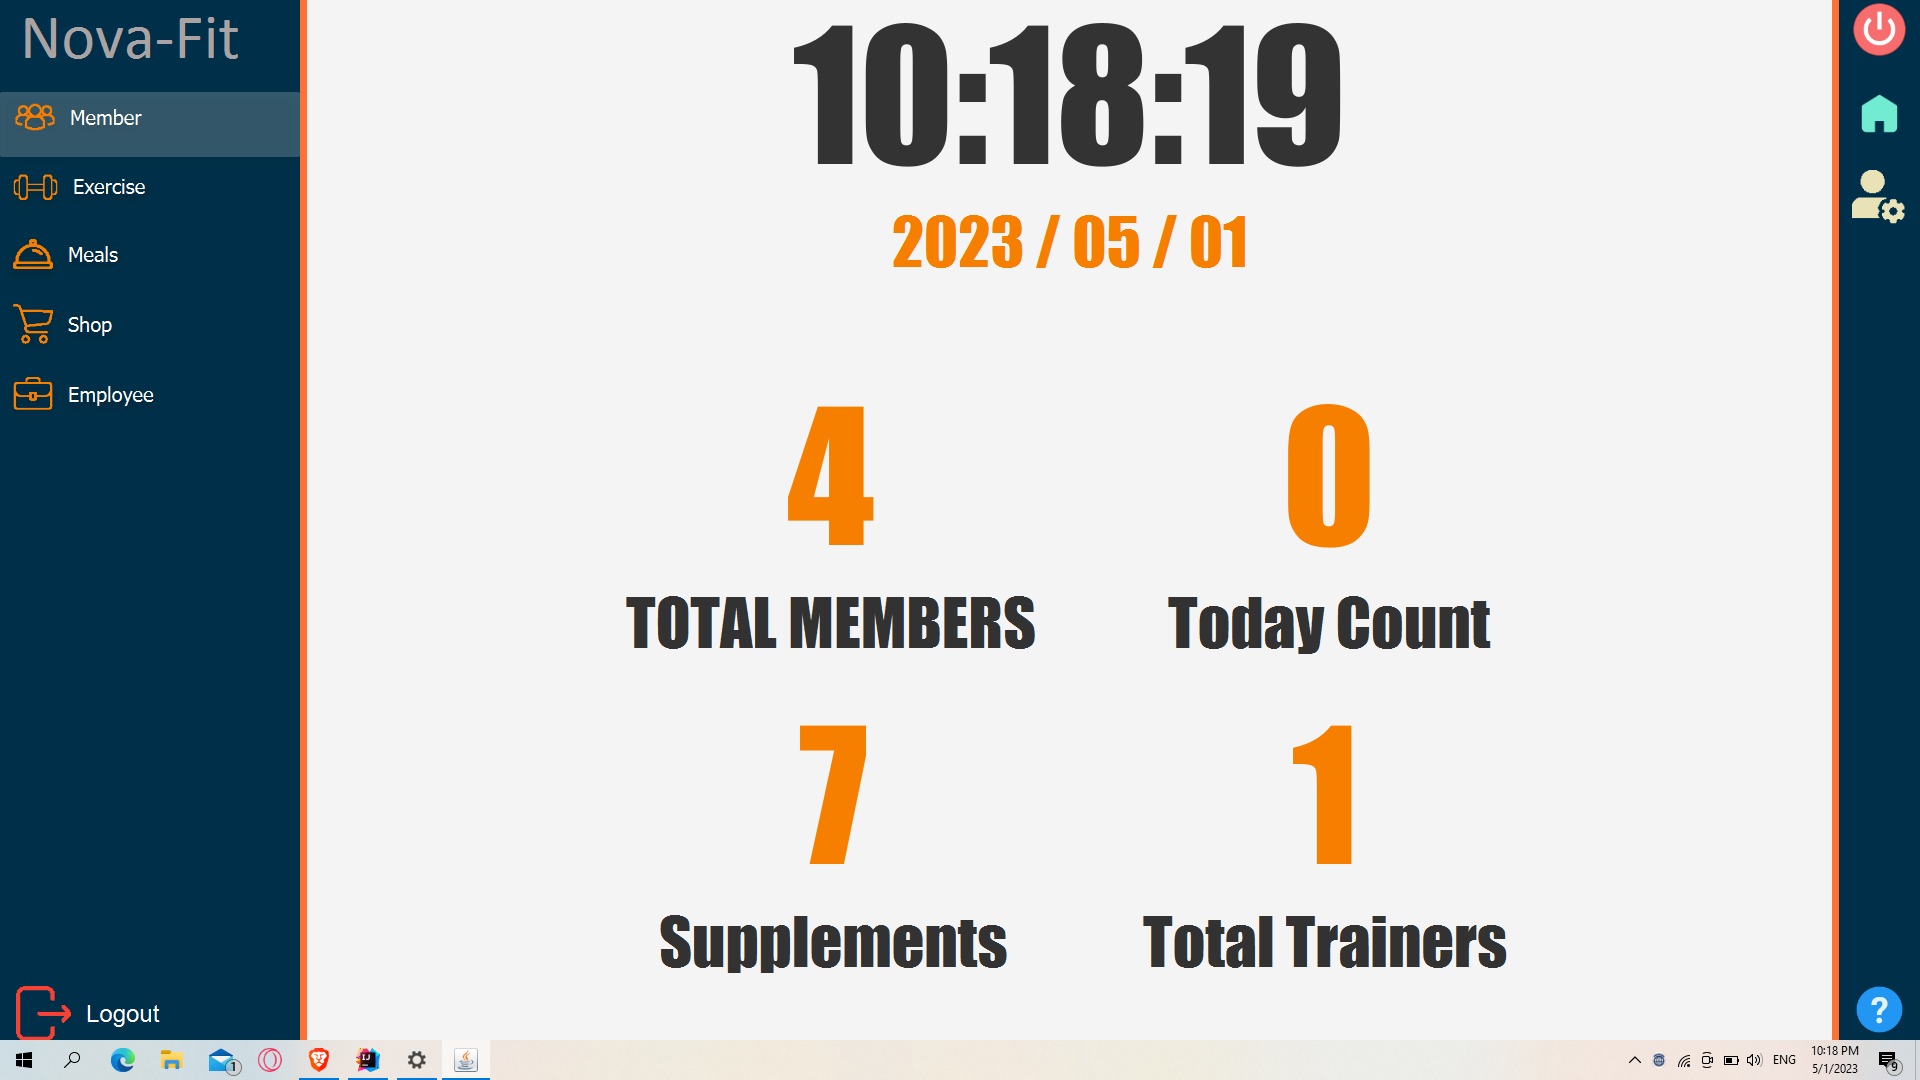 Nova-Fit
Member
Exercise
Meals
Shop
Employee
Logout
10:18:19
2023 / 05 / 01
4
TOTAL MEMBERS
0
Today Count
7
Supplements
1
Total Trainers
?
1
IJ
ENG
10:18 PM
5/1/2023
9